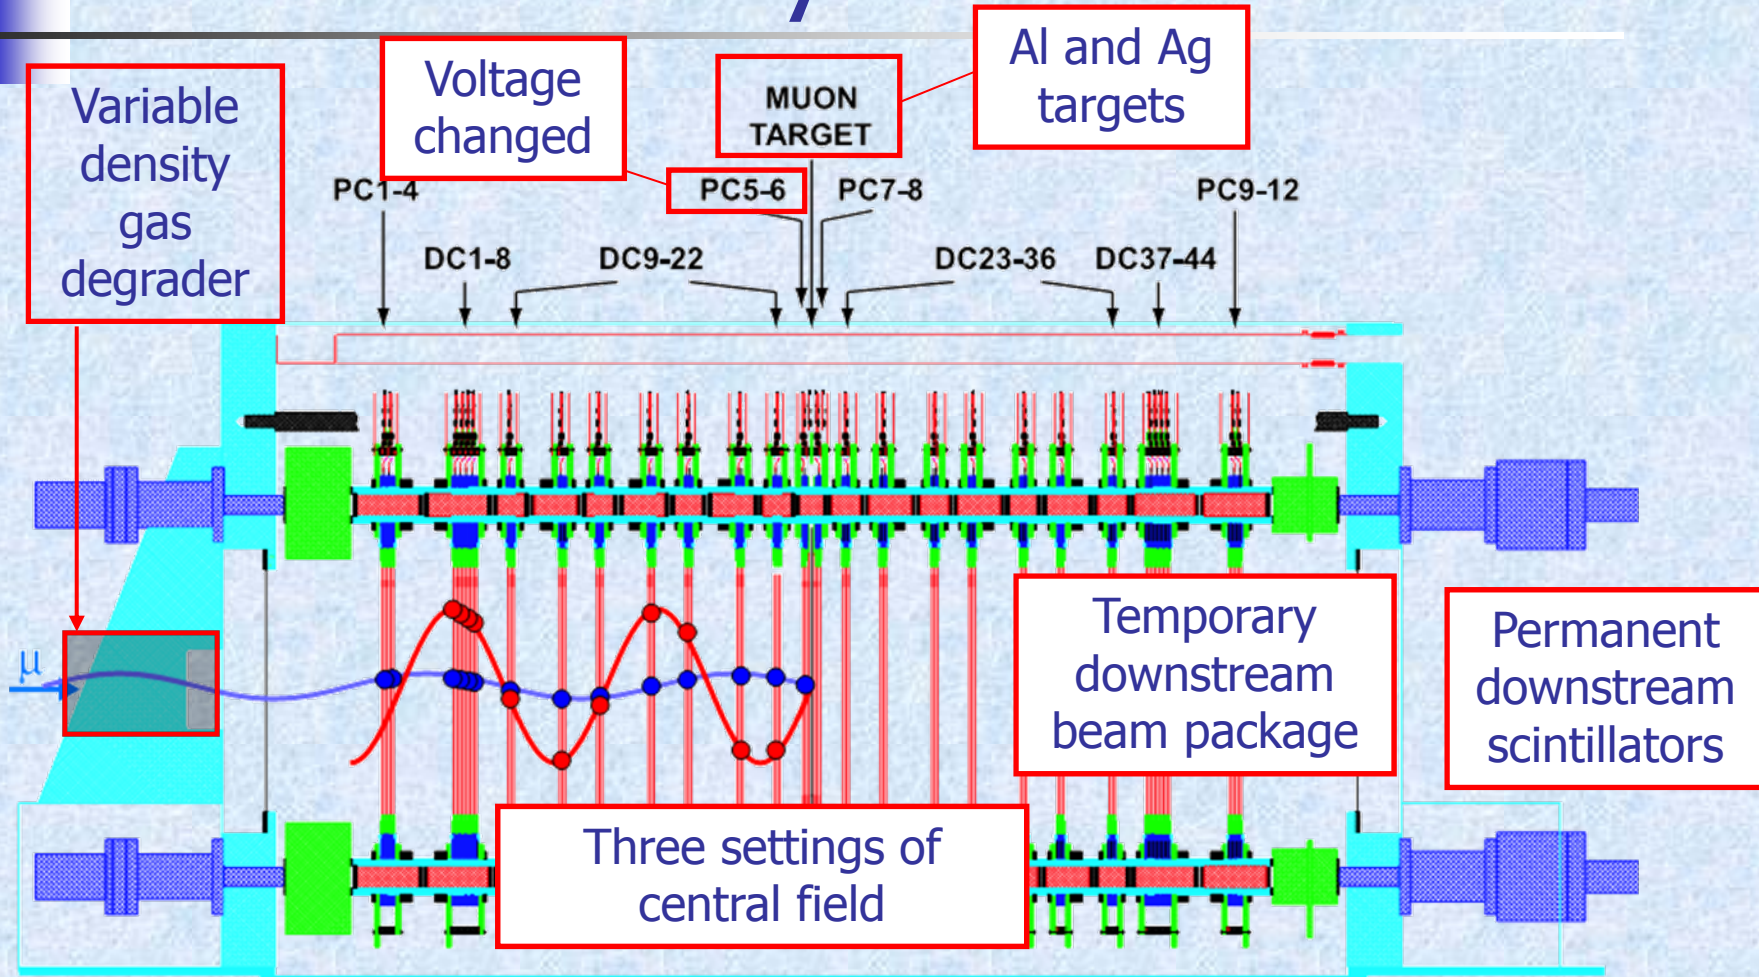 Variable
density
gas
degrader
Voltage
changed
MUON
TARGET
Al and Ag
targets
PC1-4
PC5-6
PC7-8
PC9-12
DC1-8
DC9-22
DC23-36
DC37-44
μ
Temporary
downstream
beam package
Permanent
downstream
scintillators
Three settings of
central field